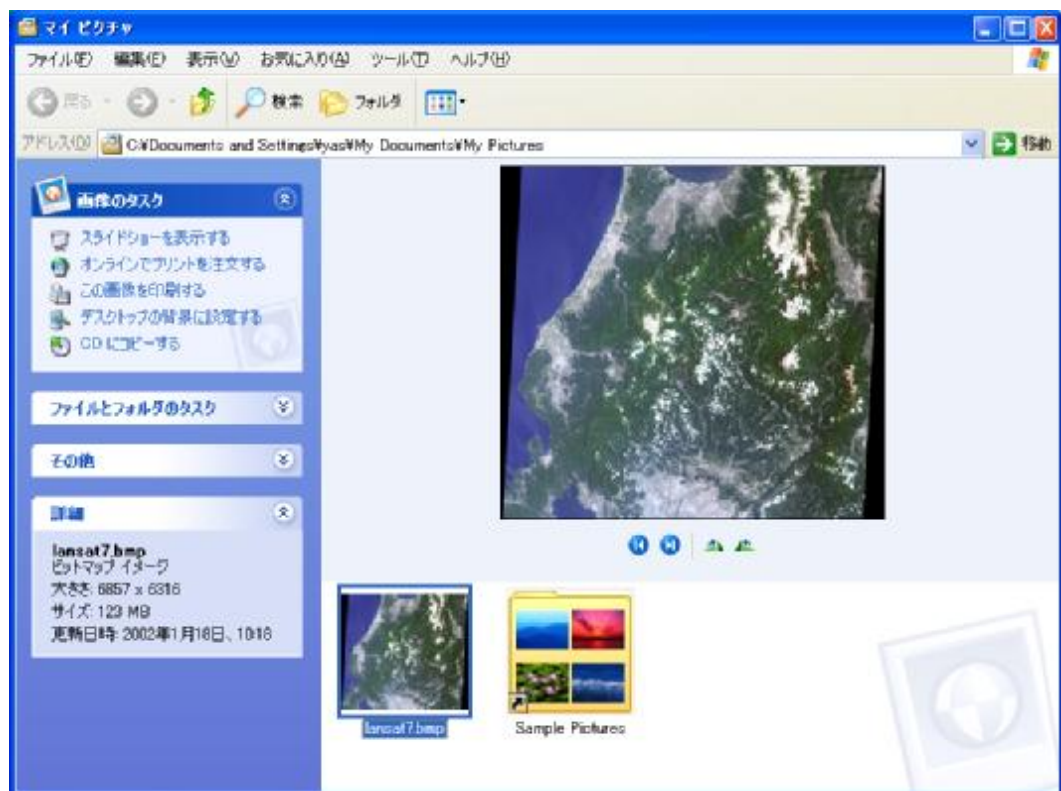 マイ ピクチャ
ファイル(F) 編集(E) 表示(V) お気に入り(A) ツール(T) ヘルプ(H)
戻る 検索 フォルダ
アドレス(D) C:¥Documents and Settings¥yas¥My Documents¥My Pictures 移動
画像のタスク
スライドショーを表示する
オンラインでプリントを注文する
この画像を印刷する
デスクトップの背景に設定する
CD にコピーする
ファイルとフォルダのタスク
その他
詳細
lansat7.bmp
ビットマップ イメージ
大きさ: 6857 x 6316
サイズ: 123 MB
更新日時: 2002年1月18日、10:18
lansat7.bmp
Sample Pictures